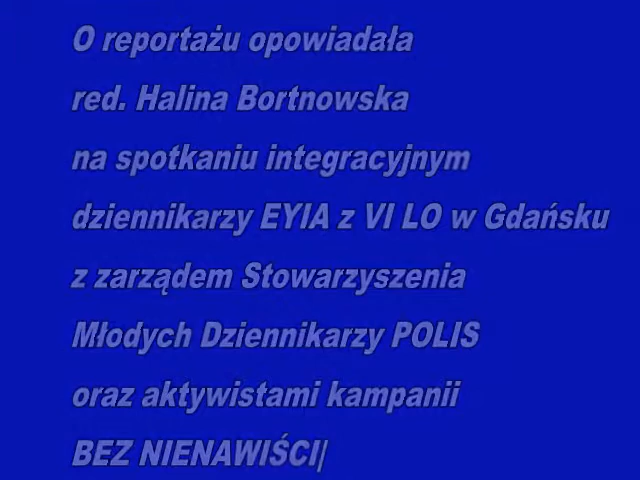 O reportażu opowiadała
red. Halina Bortnowska
na spotkaniu integracyjnym
dziennikarzy EYIA z VI LO w Gdańsku
z zarządem Stowarzyszenia
Młodych Dziennikarzy POLIS
oraz aktywistami kampanii
BEZ NIENAWIŚCI|